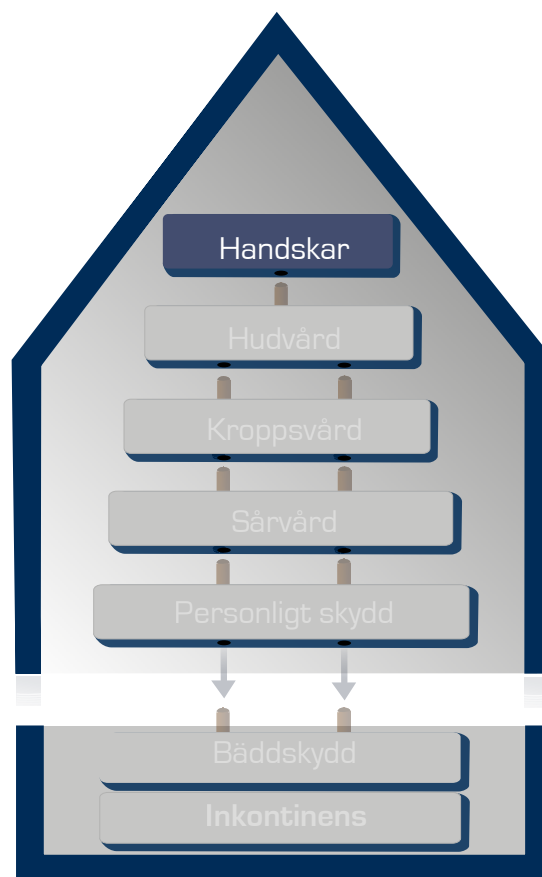 Handskar
Hudvård
Kroppsvård
Sårvård
Personligt skydd
Bäddskydd
Inkontinens